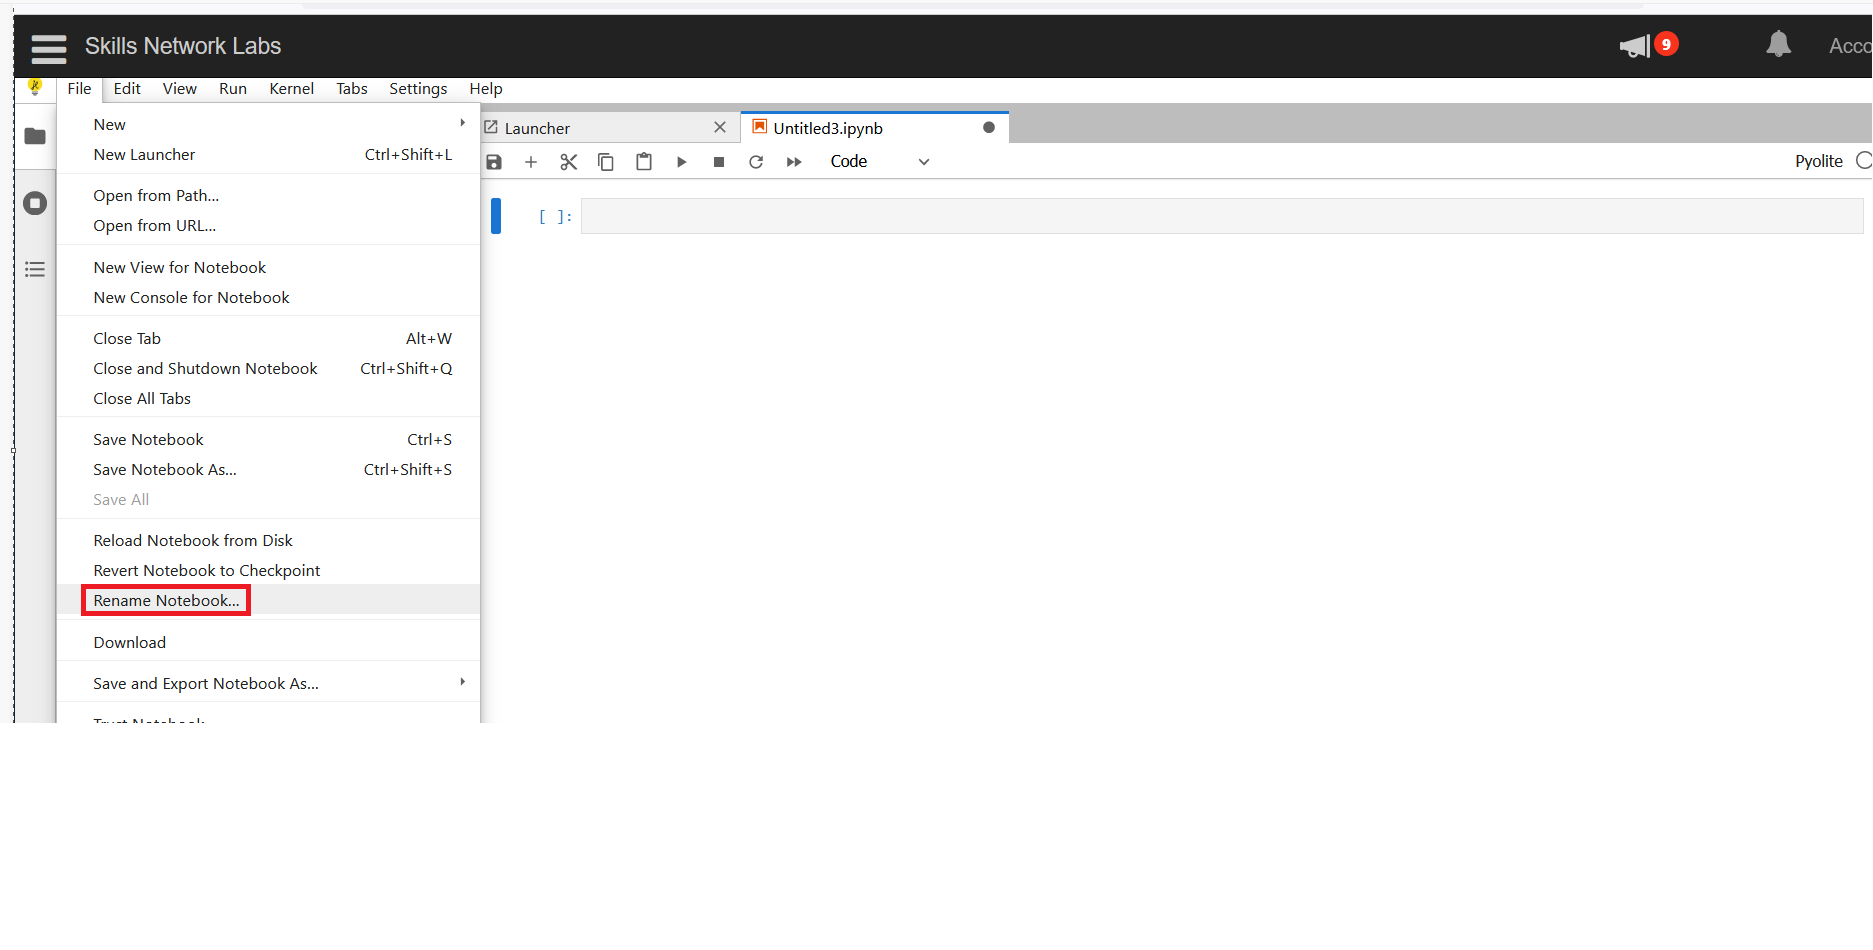 Skills Network Labs
9
Acco
File Edit View Run Kernel Tabs Settings Help
New
New Launcher Ctrl+Shift+L
Open from Path...
Open from URL...
New View for Notebook
New Console for Notebook
Close Tab Alt+W
Close and Shutdown Notebook Ctrl+Shift+Q
Close All Tabs
Save Notebook Ctrl+S
Save Notebook As... Ctrl+Shift+S
Save All
Reload Notebook from Disk
Revert Notebook to Checkpoint
Rename Notebook...
Download
Save and Export Notebook As...
Trust Notebook
Launcher
Untitled3.ipynb
Code
Pyolite
[ ]: